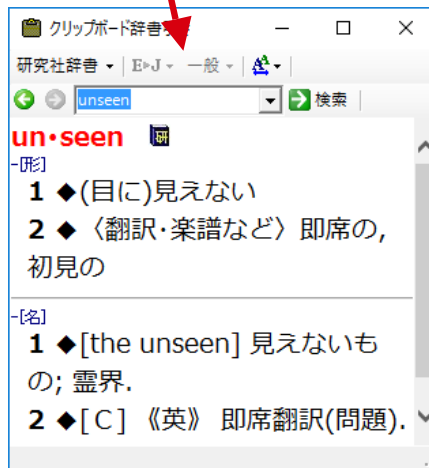 クリップボード辞書
研究社辞書 E▸J 一般
unseen 検索
un・seen 研
-[形]
1 ◆(目に)見えない
2 ◆〈翻訳・楽譜など〉即席の,
初見の
-[名]
1 ◆[the unseen] 見えないも
の; 霊界.
2 ◆[C] 《英》 即席翻訳(問題).